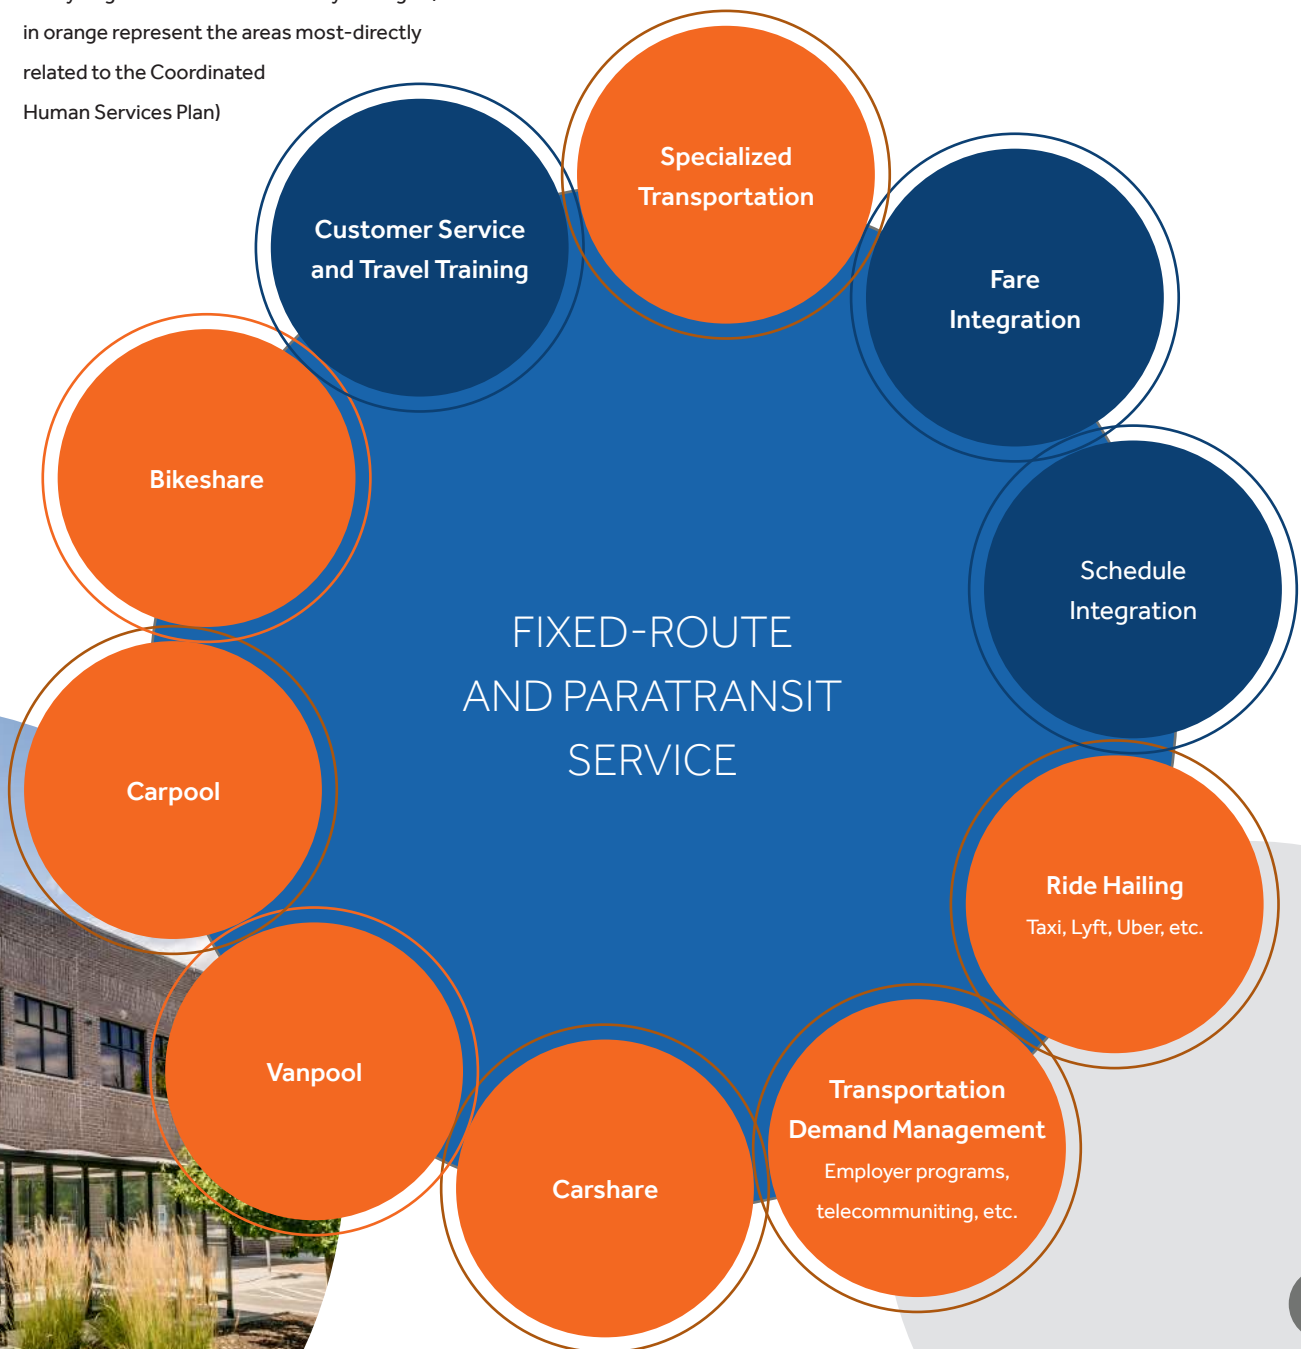 in orange represent the areas most-directly
related to the Coordinated
Human Services Plan)
Specialized
Transportation
Customer Service
and Travel Training
Fare
Integration
Bikeshare
Schedule
Integration
FIXED-ROUTE
AND PARATRANSIT
SERVICE
Carpool
Ride Hailing
Taxi, Lyft, Uber, etc.
Vanpool
Transportation
Demand Management
Employer programs,
telecommuniting, etc.
Carshare